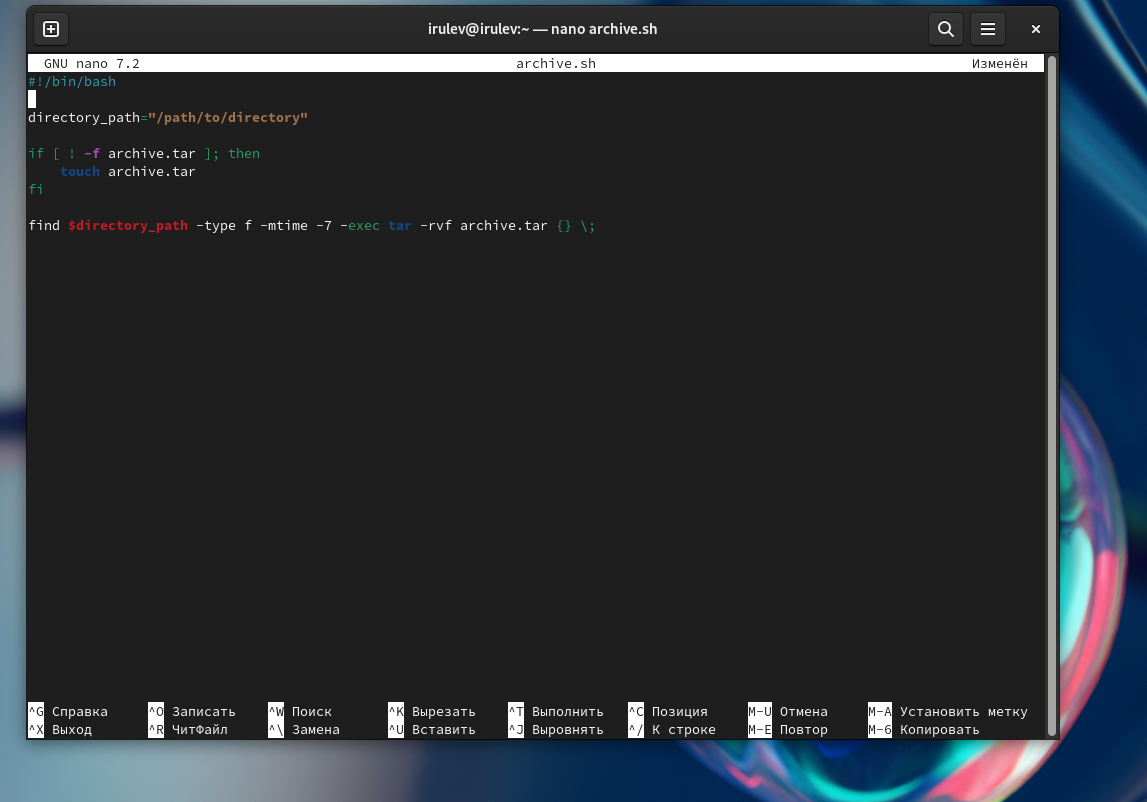 irulev@irulev:~ — nano archive.sh
GNU nano 7.2 archive.sh Изменён
#!/bin/bash
directory_path="/path/to/directory"
if [ ! -f archive.tar ]; then
    touch archive.tar
fi
find $directory_path -type f -mtime -7 -exec tar -rvf archive.tar {} \;
^G Справка ^O Записать ^W Поиск ^K Вырезать ^T Выполнить ^C Позиция M-U Отмена M-A Установить метку
^X Выход ^R ЧитФайл ^\ Замена ^U Вставить ^J Выровнять ^/ К строке M-E Повтор M-6 Копировать